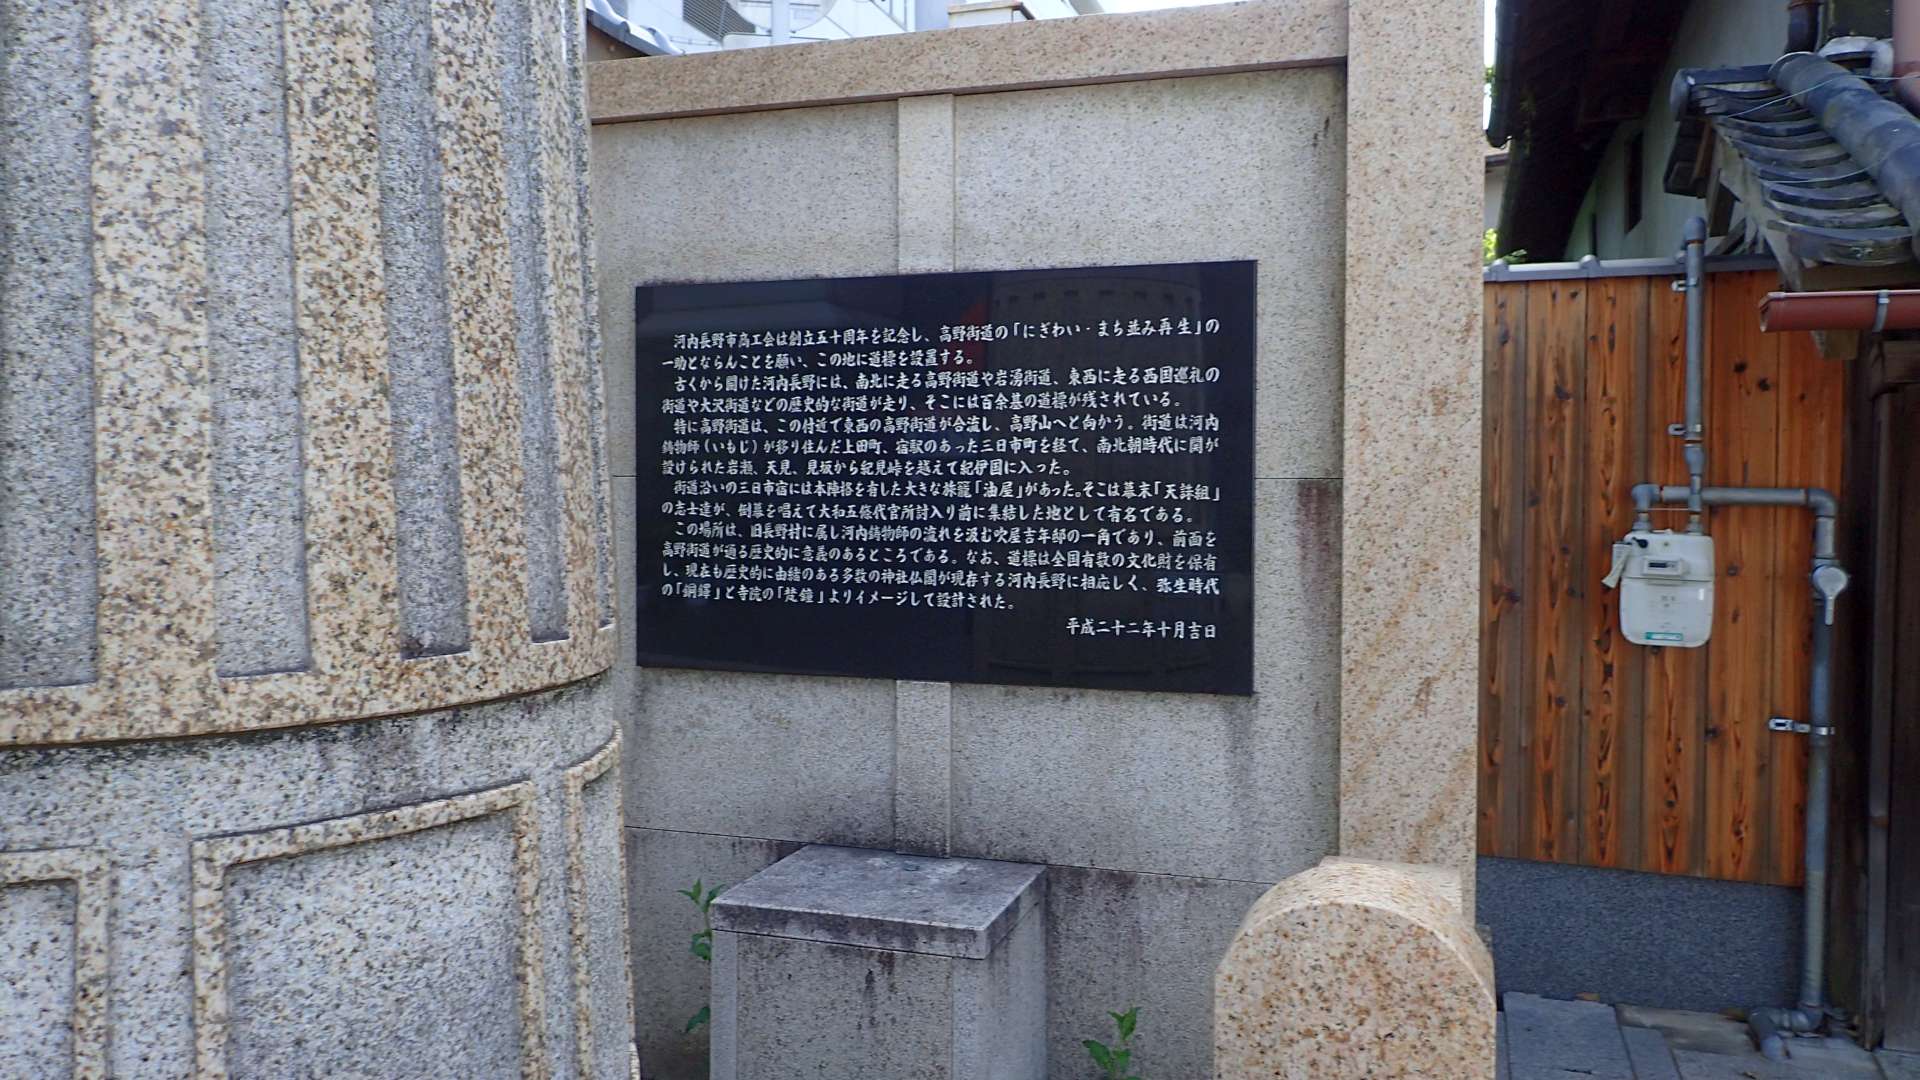 河内長野市商工会は創立五十周年を記念し、高野街道の「にぎわい・まち並み再生」の
一助とならんことを願い、この地に道標を設置する。
古くから開けた河内長野には、南北に走る高野街道や岩湧街道、東西に走る西国巡礼の
街道や大沢街道などの歴史的な街道が走り、そこには百余基の道標が残されている。
特に高野街道は、この付近で東西の高野街道が合流し、高野山へと向かう。街道は河内
鋳物師(いもじ)が移り住んだ上田町、宿駅のあった三日市町を経て、南北朝時代に関が
設けられた岩瀬、天見、見坂から紀見峠を越えて紀伊国に入った。
街道沿いの三日市宿には本陣格を有した大きな旅籠「油屋」があった。そこは幕末「天誅組」
の志士達が、倒幕を唱えて大和五條代官所討入り前に集結した地として有名である。
この場所は、旧長野村に属し河内鋳物師の流れを汲む吹屋吉年邸の一角であり、前面を
高野街道が通る歴史的に意義のあるところである。なお、道標は全国有数の文化財を保有
し、現在も歴史的に由緒のある多数の神社仏閣が現存する河内長野に相応しく、弥生時代
の「銅鐸」と寺院の「梵鐘」よりイメージして設計された。
平成二十二年十月吉日